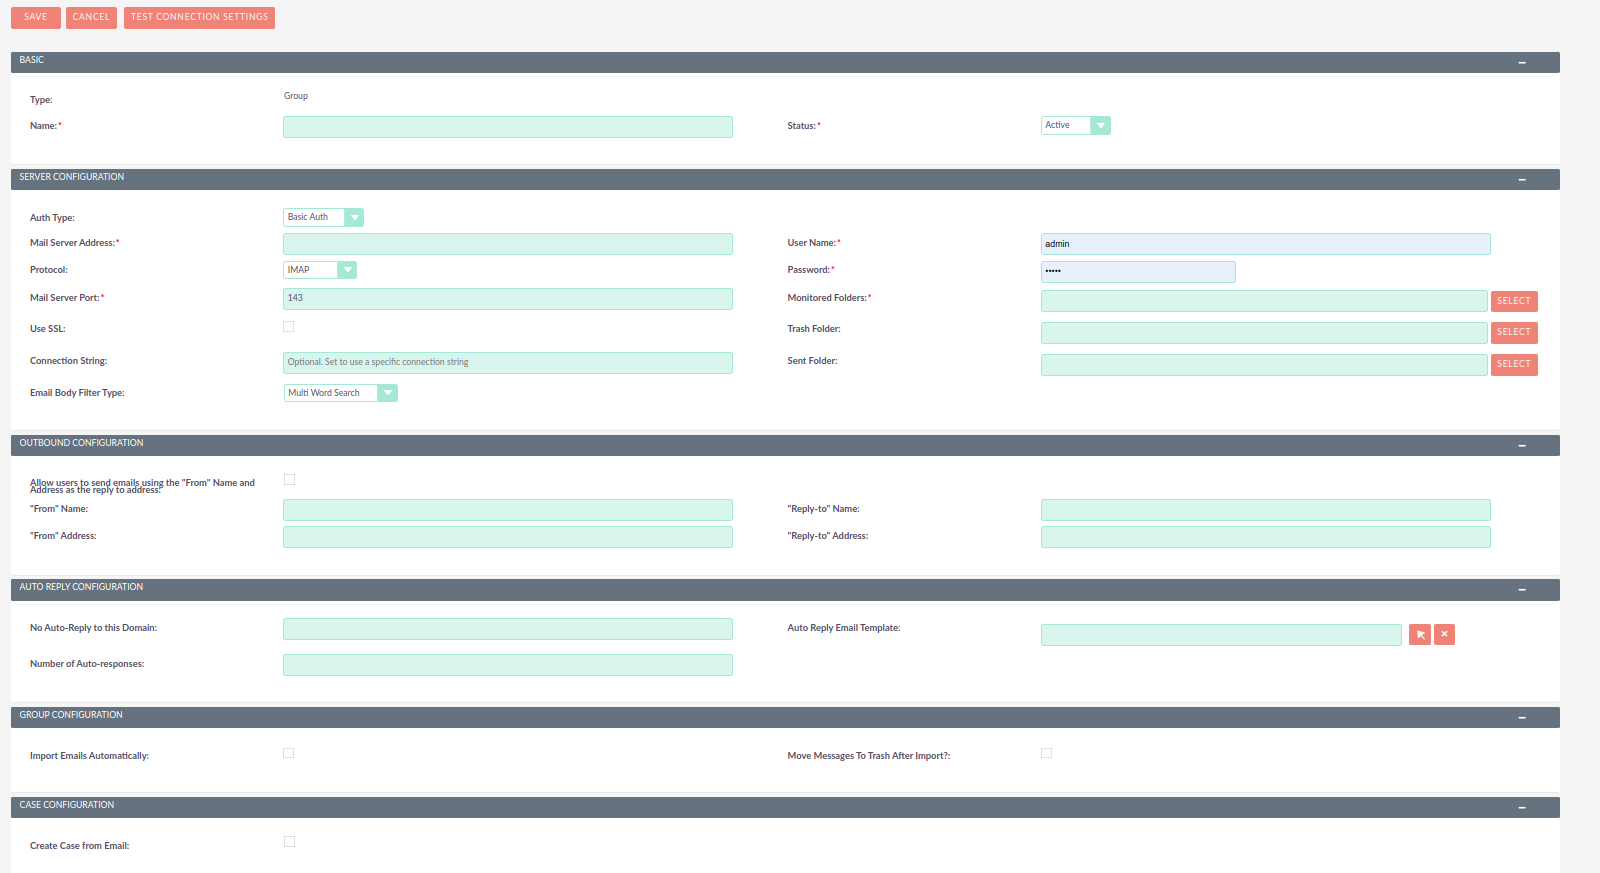 SAVE CANCEL TEST CONNECTION SETTINGS
BASIC
Type: Group
Name:* Status:* Active
SERVER CONFIGURATION
Auth Type: Basic Auth
Mail Server Address:* User Name:* admin
Protocol: IMAP Password:* •••••
Mail Server Port:* 143 Monitored Folders:* SELECT
Use SSL: Trash Folder: SELECT
Connection String: Optional. Set to use a specific connection string Sent Folder: SELECT
Email Body Filter Type: Multi Word Search
OUTBOUND CONFIGURATION
Allow users to send emails using the "From" Name and
Address as the reply to address:
"From" Name: "Reply-to" Name:
"From" Address: "Reply-to" Address:
AUTO REPLY CONFIGURATION
No Auto-Reply to this Domain: Auto Reply Email Template:
Number of Auto-responses:
GROUP CONFIGURATION
Import Emails Automatically: Move Messages To Trash After Import?:
CASE CONFIGURATION
Create Case from Email: